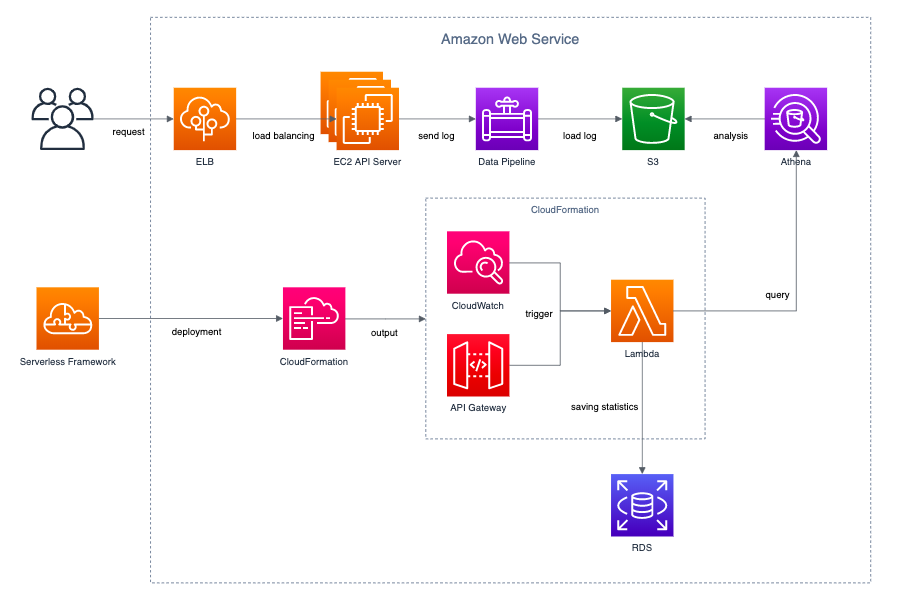 Amazon Web Service
request
load balancing
send log
load log
analysis
ELB
EC2 API Server
Data Pipeline
S3
Athena
CloudFormation
CloudWatch
trigger
query
Serverless Framework
deployment
CloudFormation
output
Lambda
API Gateway
saving statistics
RDS